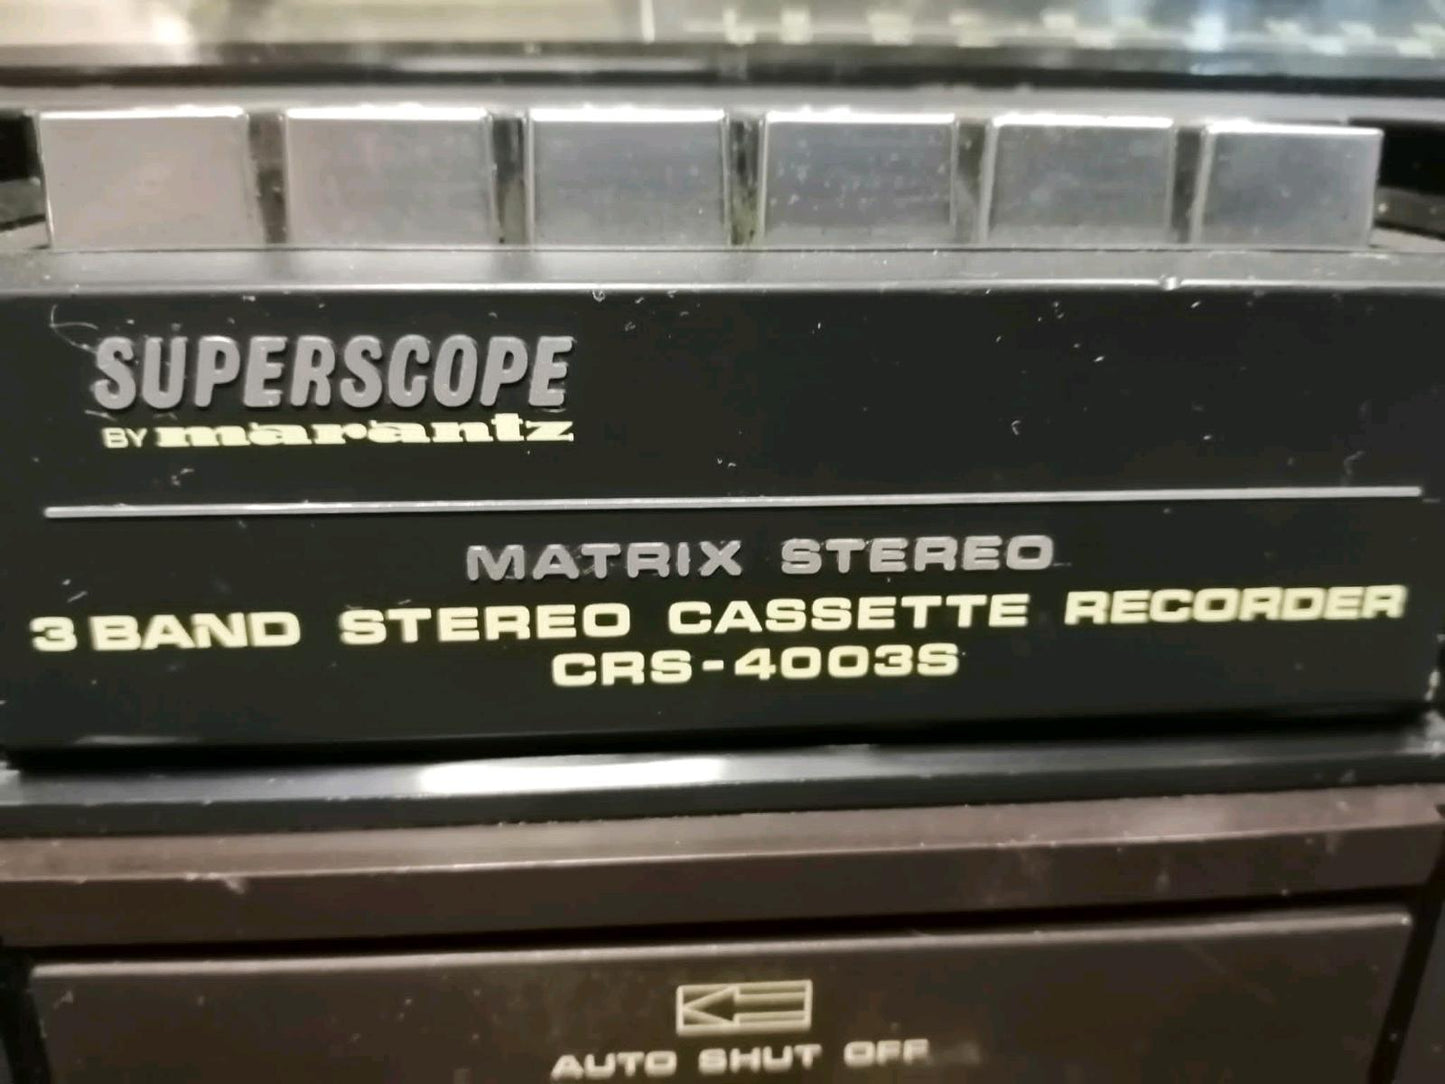 SUPERSCOPE
BY marantz
MATRIX STEREO
3 BAND STEREO CASSETTE RECORDER
CRS-4003S
AUTO SHUT OFF